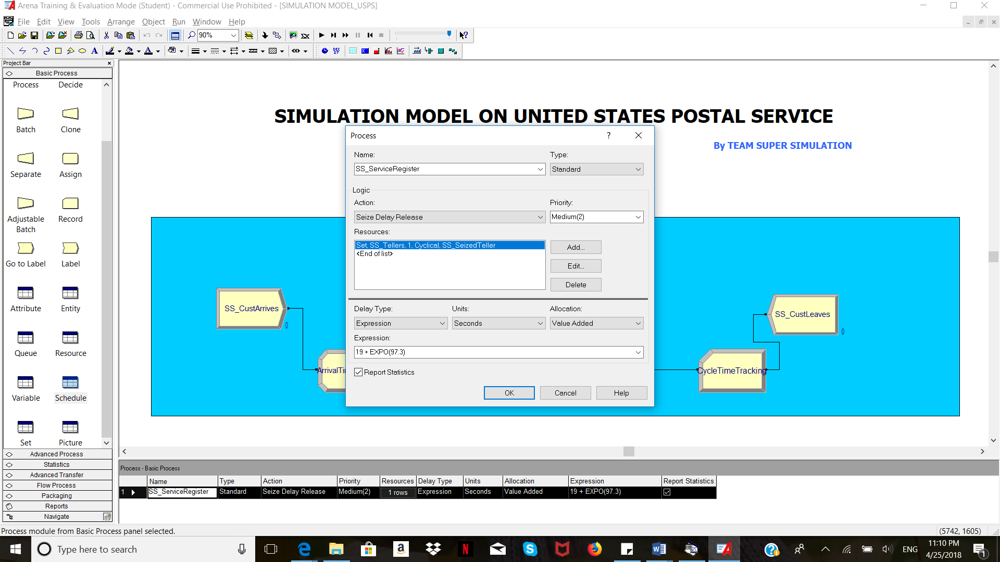 Arena Training & Evaluation Mode (Student) - Commercial Use Prohibited - [SIMULATION MODEL_USPS]
File Edit View Tools Arrange Object Run Window Help
90%
Project Bar
Basic Process
Process Decide
Batch Clone
Separate Assign
Adjustable Batch Record
Go to Label Label
Attribute Entity
Queue Resource
Variable Schedule
Set Picture
Advanced Process
Statistics
Advanced Transfer
Flow Process
Packaging
Reports
Navigate
SIMULATION MODEL ON UNITED STATES POSTAL SERVICE
By TEAM SUPER SIMULATION
SS_CustArrives
0
ArrivalTi
CycleTimeTracking
SS_CustLeaves
0
Process
Name: Type:
SS_ServiceRegister Standard
Logic
Action: Priority:
Seize Delay Release Medium(2)
Resources:
Set, SS_Tellers, 1, Cyclical, SS_SeizedTeller
<End of list>
Add...
Edit...
Delete
Delay Type: Units: Allocation:
Expression Seconds Value Added
Expression:
19 + EXPO(97.3)
Report Statistics
OK Cancel Help
Process - Basic Process
Name Type Action Priority Resources Delay Type Units Allocation Expression Report Statistics
1 SS_ServiceRegister Standard Seize Delay Release Medium(2) 1 rows Expression Seconds Value Added 19 + EXPO(97.3)
Process module from Basic Process panel selected.
(5742, 1605)
Type here to search
ENG
11:10 PM
4/25/2018
1